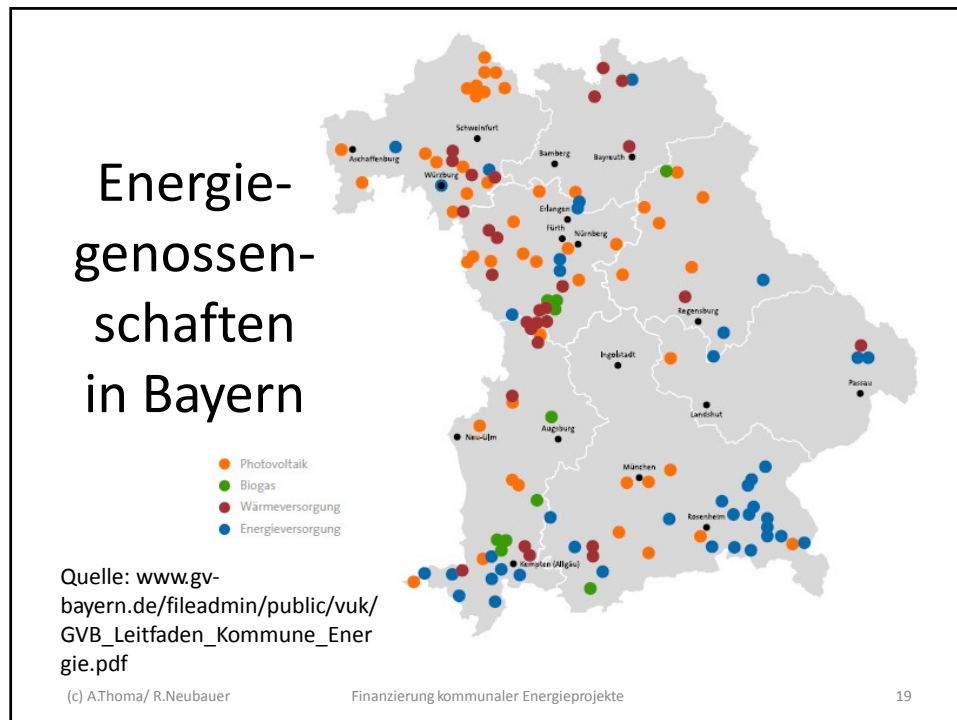 Energie-
genossen-
schaften
in Bayern
Schweinfurt
Aschaffenburg
Würzburg
Bamberg
Bayreuth
Erlangen
Fürth
Nürnberg
Regensburg
Ingolstadt
Passau
Landshut
Neu-Ulm
Augsburg
München
Rosenheim
Kempten (Allgäu)
Photovoltaik
Biogas
Wärmeversorgung
Energieversorgung
Quelle: www.gv-
bayern.de/fileadmin/public/vuk/
GVB_Leitfaden_Kommune_Ener
gie.pdf
(c) A.Thoma/ R.Neubauer
Finanzierung kommunaler Energieprojekte
19